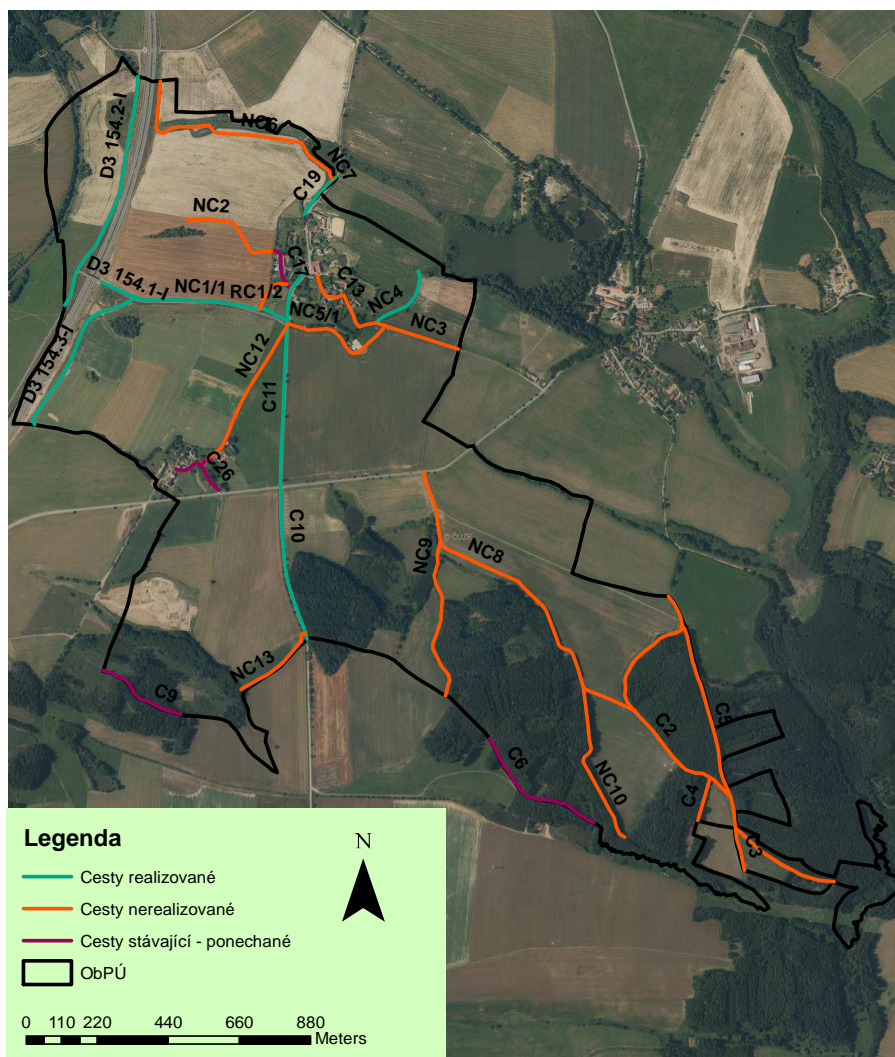 D3 154.2-I
NC6
NC7
C19
NC2
C17
C13
D3 154.1-I
NC1/1
RC1/2
NC4
NC5/1
NC3
D3 154.3-I
NC12
C11
C26
© ČÚZK
C10
NC9
NC8
NC13
C9
C2
C5
C6
NC10
C4
C3
Legenda
N
Cesty realizované
Cesty nerealizované
Cesty stávající - ponechané
ObPÚ
0 110 220 440 660 880
Meters